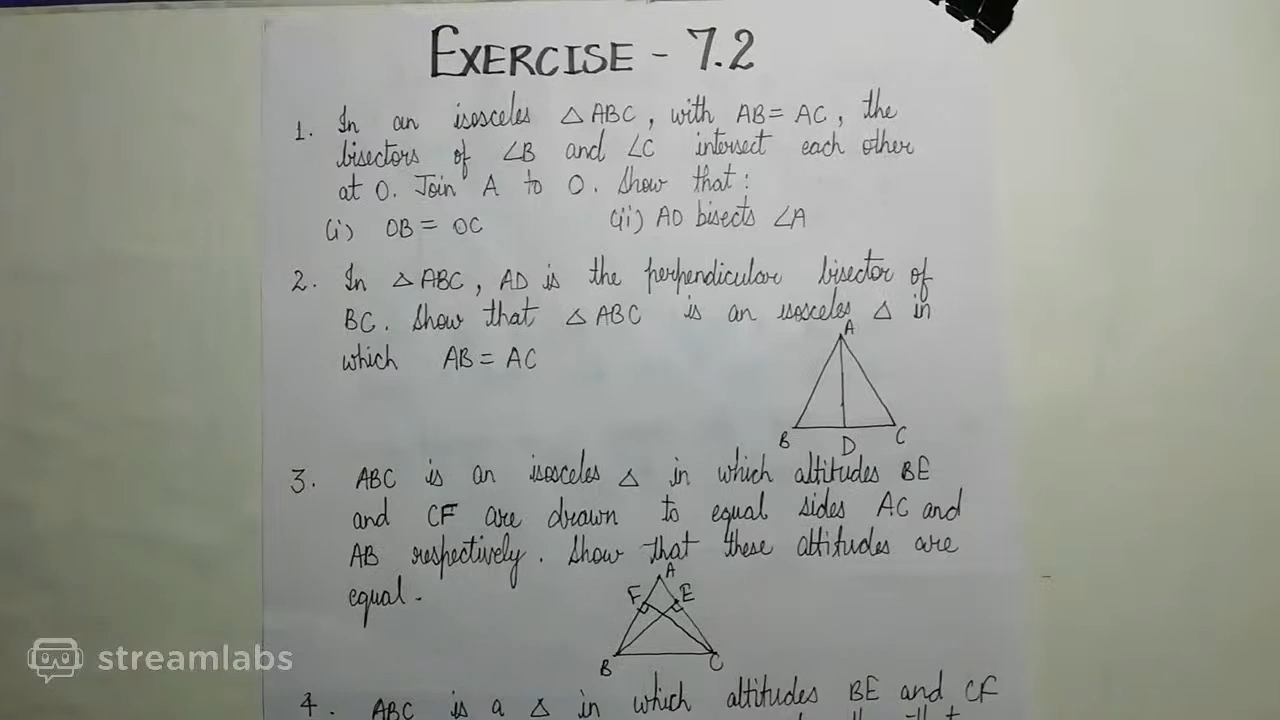 EXERCISE - 7.2
1. In an isosceles △ ABC, with AB = AC, the
bisectors of ∠B and ∠C intersect each other
at O. Join A to O. Show that :
(i) OB = OC (ii) AO bisects ∠A
2. In △ ABC, AD is the perpendicular bisector of
BC. Show that △ ABC is an isosceles △ in
which AB = AC
A
B D C
3. ABC is an isosceles △ in which altitudes BE
and CF are drawn to equal sides AC and
AB respectively. Show that these altitudes are
equal.
A
F E
B C
streamlabs
4. ABC is a △ in which altitudes BE and CF